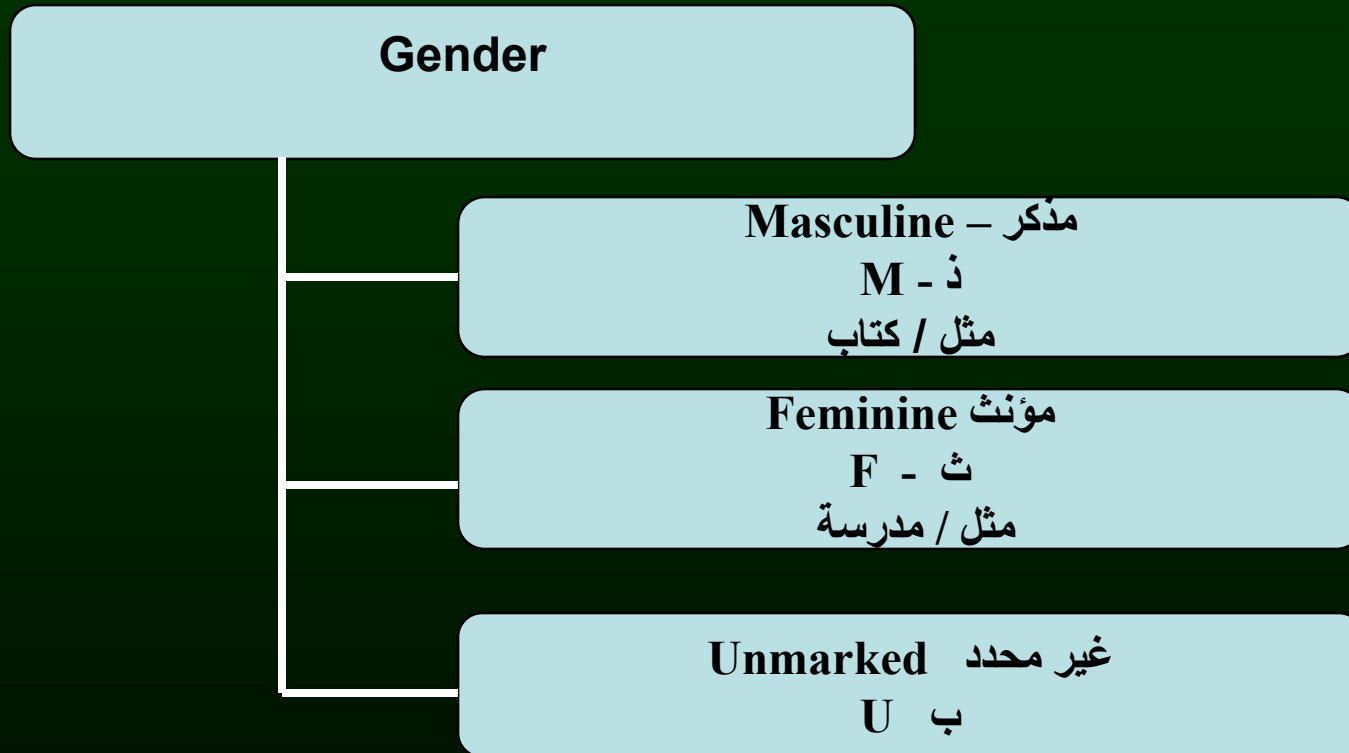 Gender
Masculine – مذكر
M - ذ
مثل / كتاب
Feminine مؤنث
F - ث
مثل / مدرسة
Unmarked غير محدد
U ب